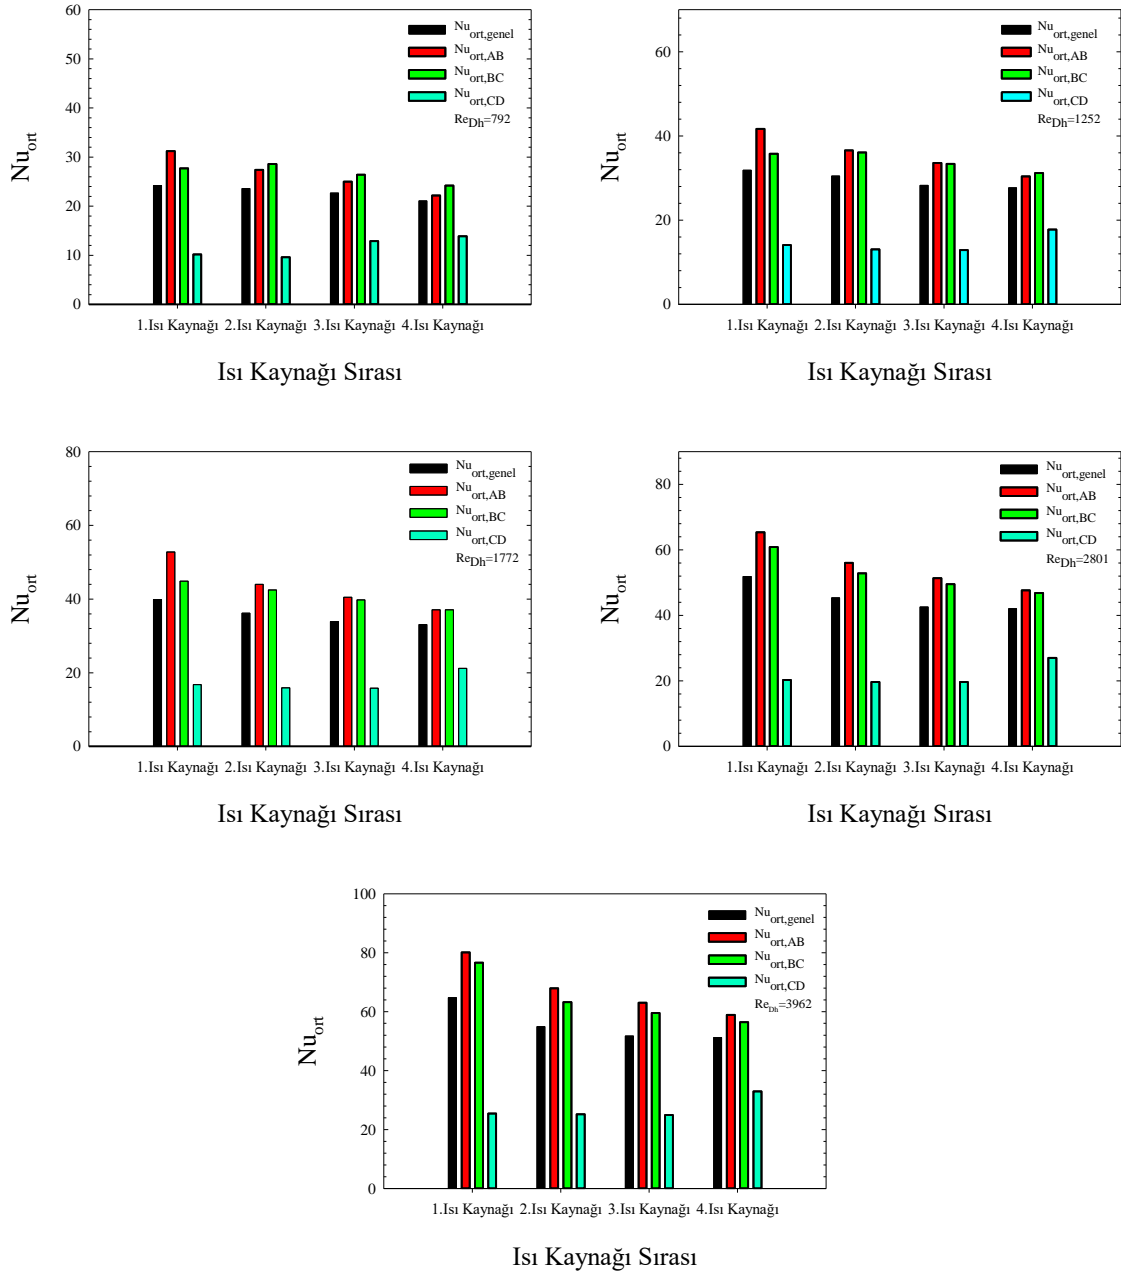 60
50
40
30
20
10
0
Nu_ort
Nu_ort,genel
Nu_ort,AB
Nu_ort,BC
Nu_ort,CD
Re_Dh=792
1.Isı Kaynağı 2.Isı Kaynağı 3.Isı Kaynağı 4.Isı Kaynağı
Isı Kaynağı Sırası
60
40
20
0
Nu_ort
Nu_ort,genel
Nu_ort,AB
Nu_ort,BC
Nu_ort,CD
Re_Dh=1252
1.Isı Kaynağı 2.Isı Kaynağı 3.Isı Kaynağı 4.Isı Kaynağı
Isı Kaynağı Sırası
80
60
40
20
0
Nu_ort
Nu_ort,genel
Nu_ort,AB
Nu_ort,BC
Nu_ort,CD
Re_Dh=1772
1.Isı Kaynağı 2.Isı Kaynağı 3.Isı Kaynağı 4.Isı Kaynağı
Isı Kaynağı Sırası
80
60
40
20
0
Nu_ort
Nu_ort,genel
Nu_ort,AB
Nu_ort,BC
Nu_ort,CD
Re_Dh=2801
1.Isı Kaynağı 2.Isı Kaynağı 3.Isı Kaynağı 4.Isı Kaynağı
Isı Kaynağı Sırası
100
80
60
40
20
0
Nu_ort
Nu_ort,genel
Nu_ort,AB
Nu_ort,BC
Nu_ort,CD
Re_Dh=3962
1.Isı Kaynağı 2.Isı Kaynağı 3.Isı Kaynağı 4.Isı Kaynağı
Isı Kaynağı Sırası